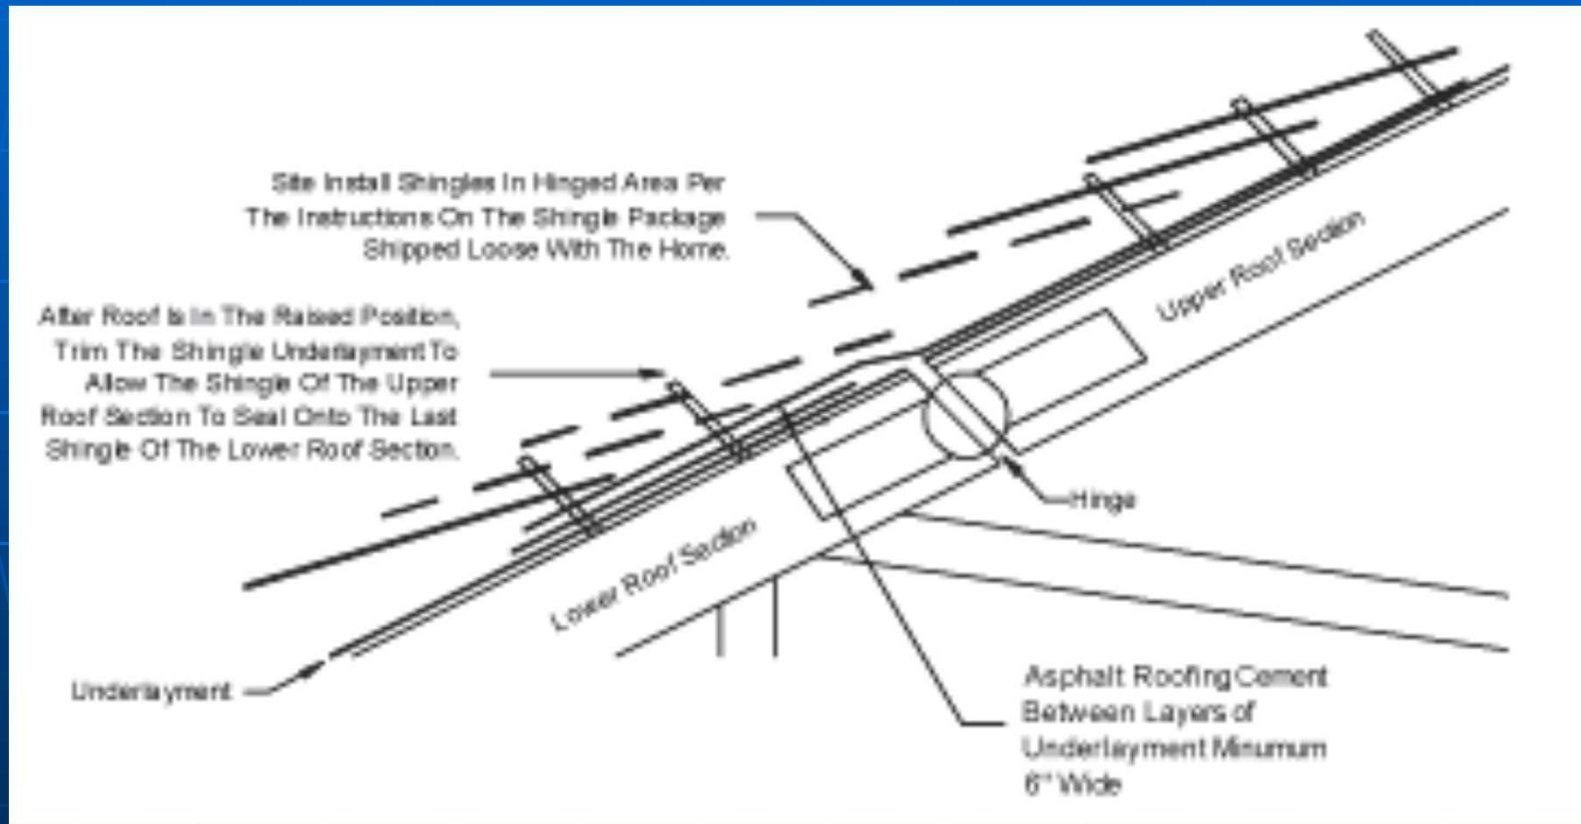 Site Install Shingles In Hinged Area Per
The Instructions On The Shingle Package
Shipped Loose With The Home.
After Roof Is In The Raised Position,
Trim The Shingle Underlayment To
Allow The Shingle Of The Upper
Roof Section To Seal Onto The Last
Shingle Of The Lower Roof Section.
Upper Roof Section
Hinge
Lower Roof Section
Underlayment
Asphalt Roofing Cement
Between Layers of
Underlayment Minumum
6" Wide